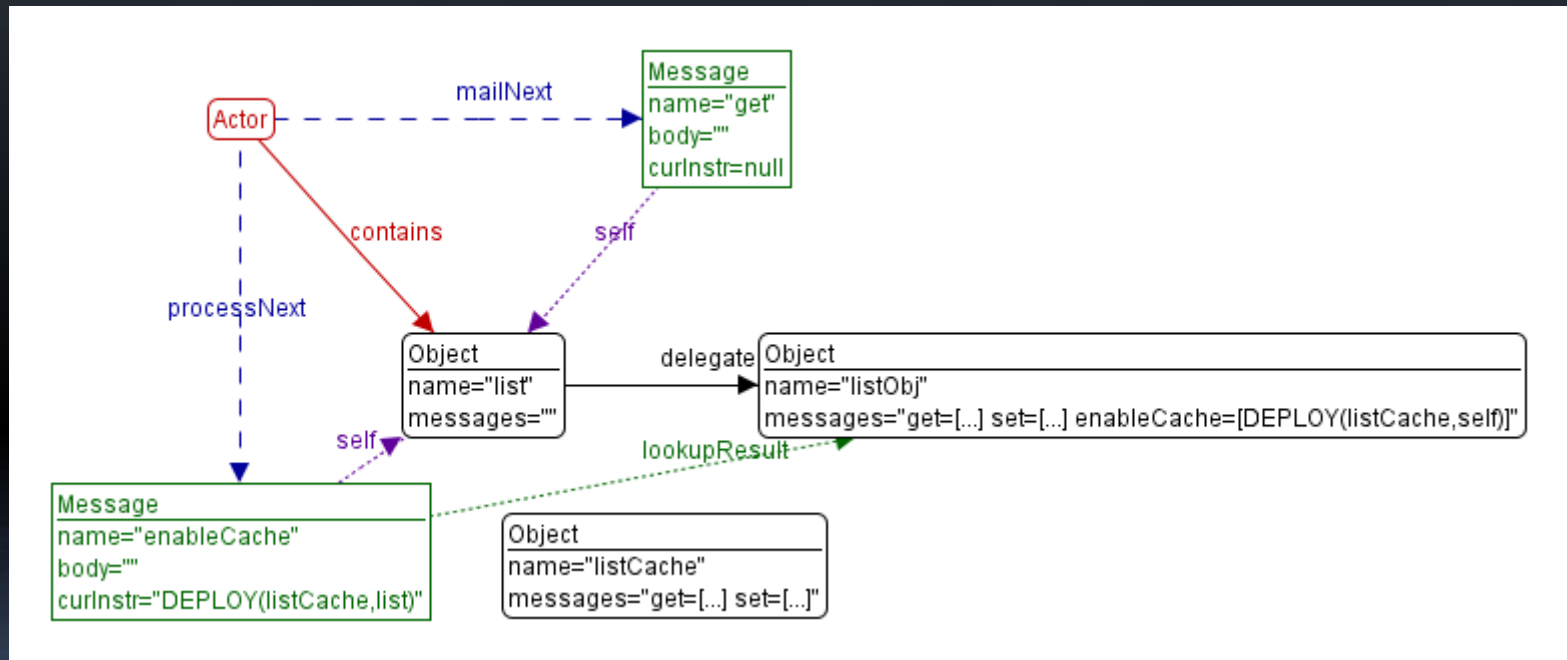 Message
name="get"
body=""
curInstr=null
mailNext
Actor
contains
self
processNext
Object
name="list"
messages=""
delegate
Object
name="listObj"
messages="get=[...] set=[...] enableCache=[DEPLOY(listCache,self)]"
self
lookupResult
Message
name="enableCache"
body=""
curInstr="DEPLOY(listCache,list)"
Object
name="listCache"
messages="get=[...] set=[...]"